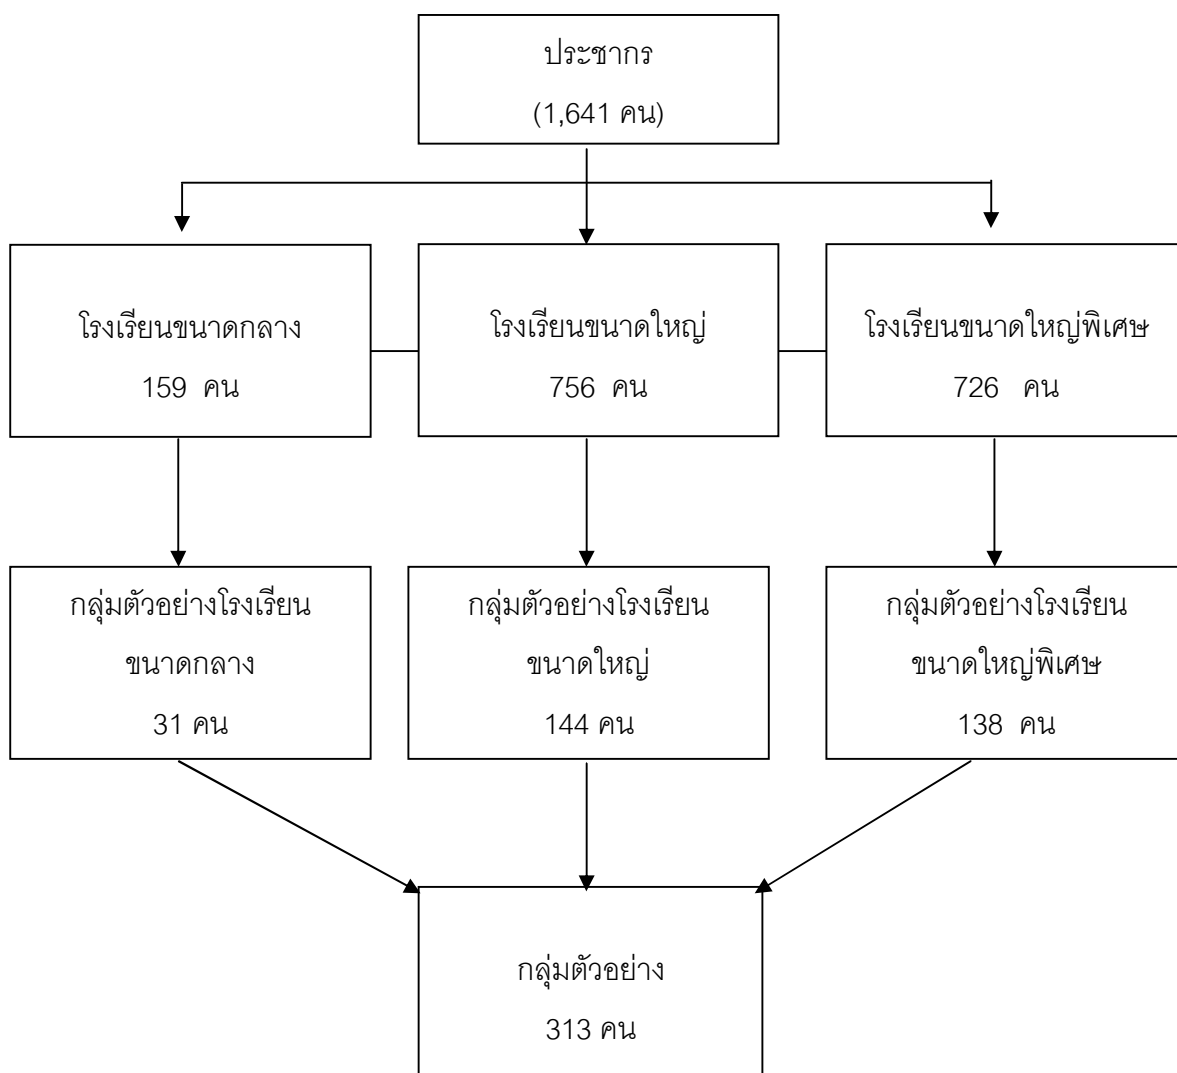 ประชากร
(1,641 คน)
โรงเรียนขนาดกลาง
159 คน
โรงเรียนขนาดใหญ่
756 คน
โรงเรียนขนาดใหญ่พิเศษ
726 คน
กลุ่มตัวอย่างโรงเรียน
ขนาดกลาง
31 คน
กลุ่มตัวอย่างโรงเรียน
ขนาดใหญ่
144 คน
กลุ่มตัวอย่างโรงเรียน
ขนาดใหญ่พิเศษ
138 คน
กลุ่มตัวอย่าง
313 คน